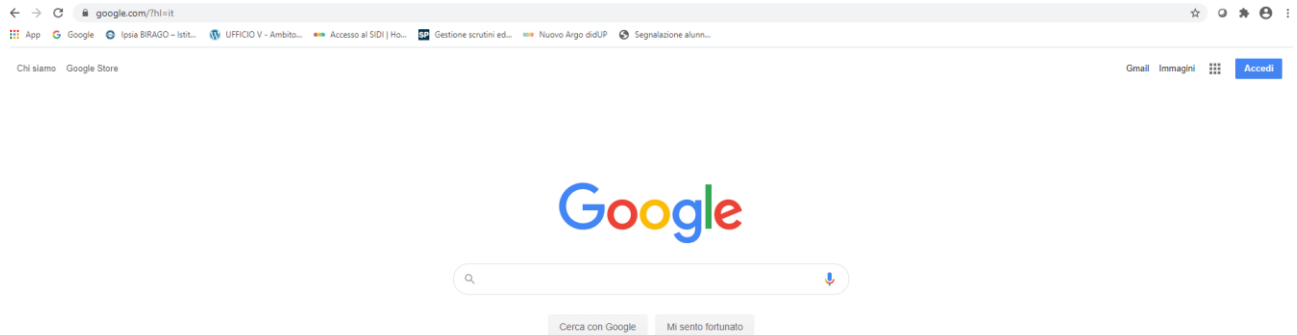 google.com/?hl=it
App Google Ipsia BIRAGO – Istit... UFFICIO V - Ambito... Accesso al SIDI | Ho... SP Gestione scrutini ed... Nuovo Argo didUP Segnalazione alunn...
Chi siamo Google Store Gmail Immagini Accedi
Google
Cerca con Google Mi sento fortunato